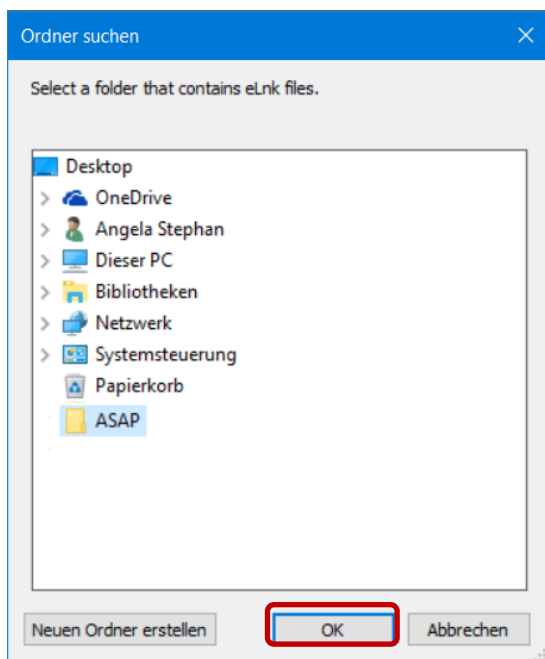 Ordner suchen
Select a folder that contains eLnk files.
Desktop
OneDrive
Angela Stephan
Dieser PC
Bibliotheken
Netzwerk
Systemsteuerung
Papierkorb
ASAP
Neuen Ordner erstellen OK Abbrechen